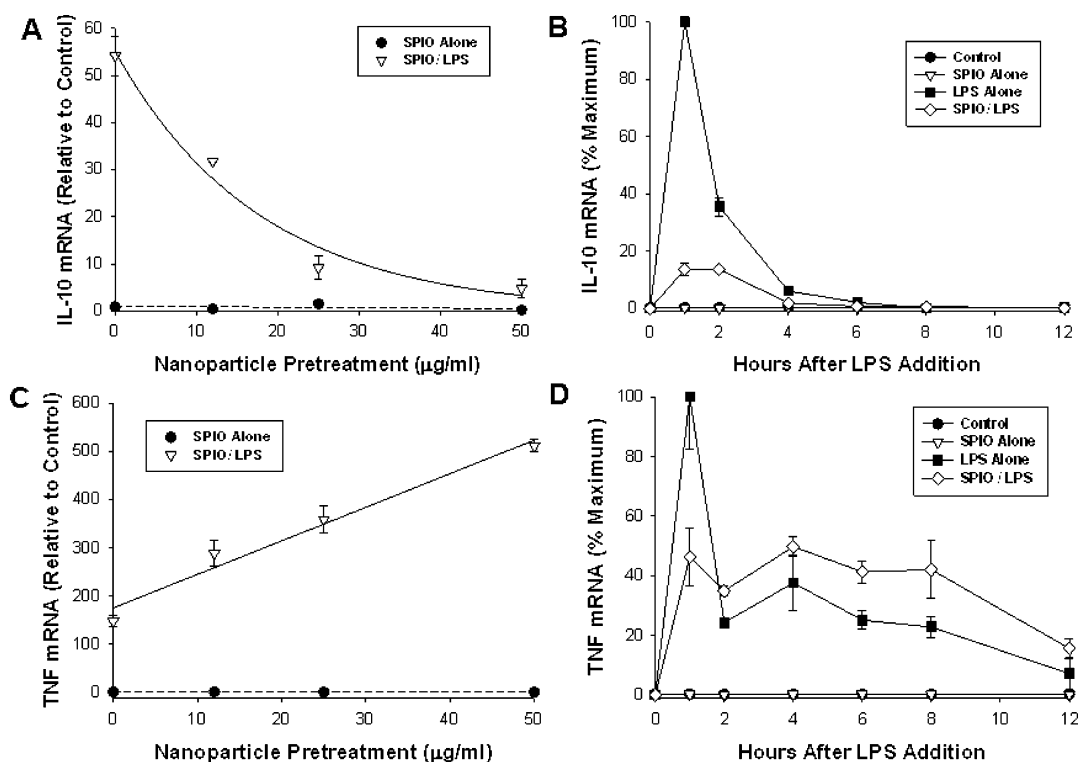 A
IL-10 mRNA (Relative to Control)
60
50
40
30
20
10
0
SPIO Alone
SPIO/LPS
0 10 20 30 40 50
Nanoparticle Pretreatment (µg/ml)
B
IL-10 mRNA (% Maximum)
100
80
60
40
20
0
Control
SPIO Alone
LPS Alone
SPIO/LPS
0 2 4 6 8 10 12
Hours After LPS Addition
C
TNF mRNA (Relative to Control)
600
500
400
300
200
100
0
SPIO Alone
SPIO/LPS
0 10 20 30 40 50
Nanoparticle Pretreatment (µg/ml)
D
TNF mRNA (% Maximum)
100
80
60
40
20
0
Control
SPIO Alone
LPS Alone
SPIO/LPS
0 2 4 6 8 10 12
Hours After LPS Addition